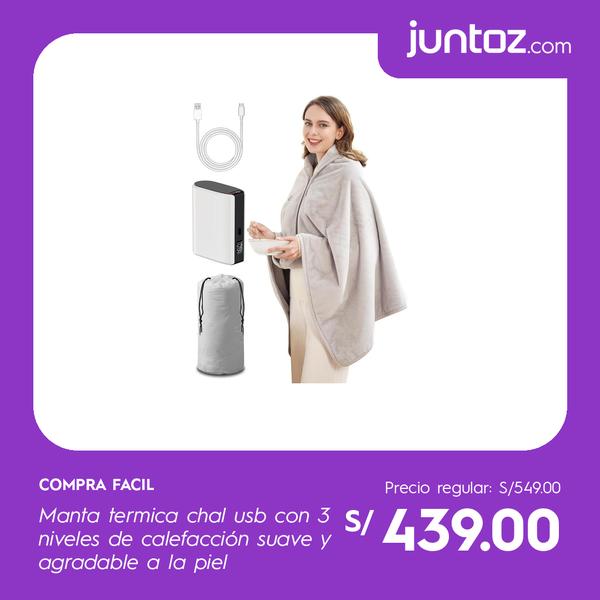 juntoz.com
COMPRA FACIL
Manta termica chal usb con 3
niveles de calefacción suave y
agradable a la piel
Precio regular: S/549.00
S/ 439.00